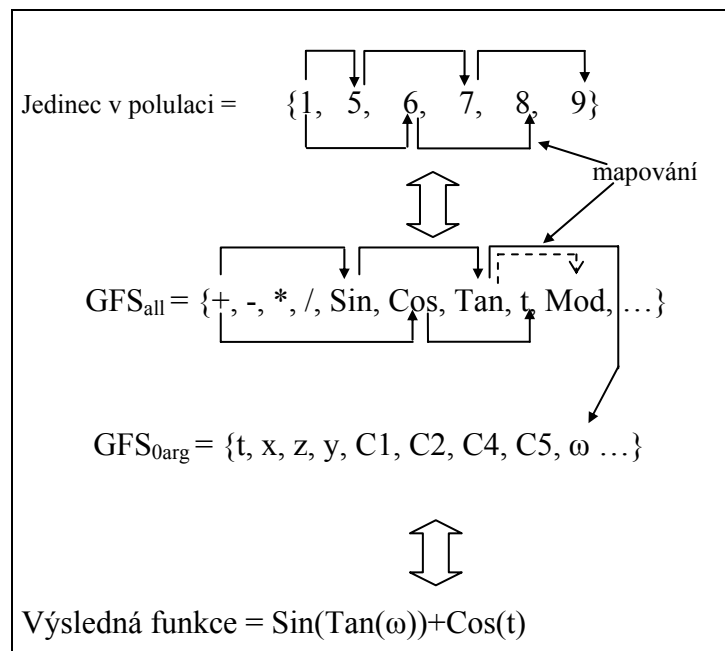 Jedinec v polulaci = {1, 5, 6, 7, 8, 9}
mapování
GFSall = {+, -, *, /, Sin, Cos, Tan, t, Mod, …}
GFS0arg = {t, x, z, y, C1, C2, C4, C5, ω …}
Výsledná funkce = Sin(Tan(ω))+Cos(t)